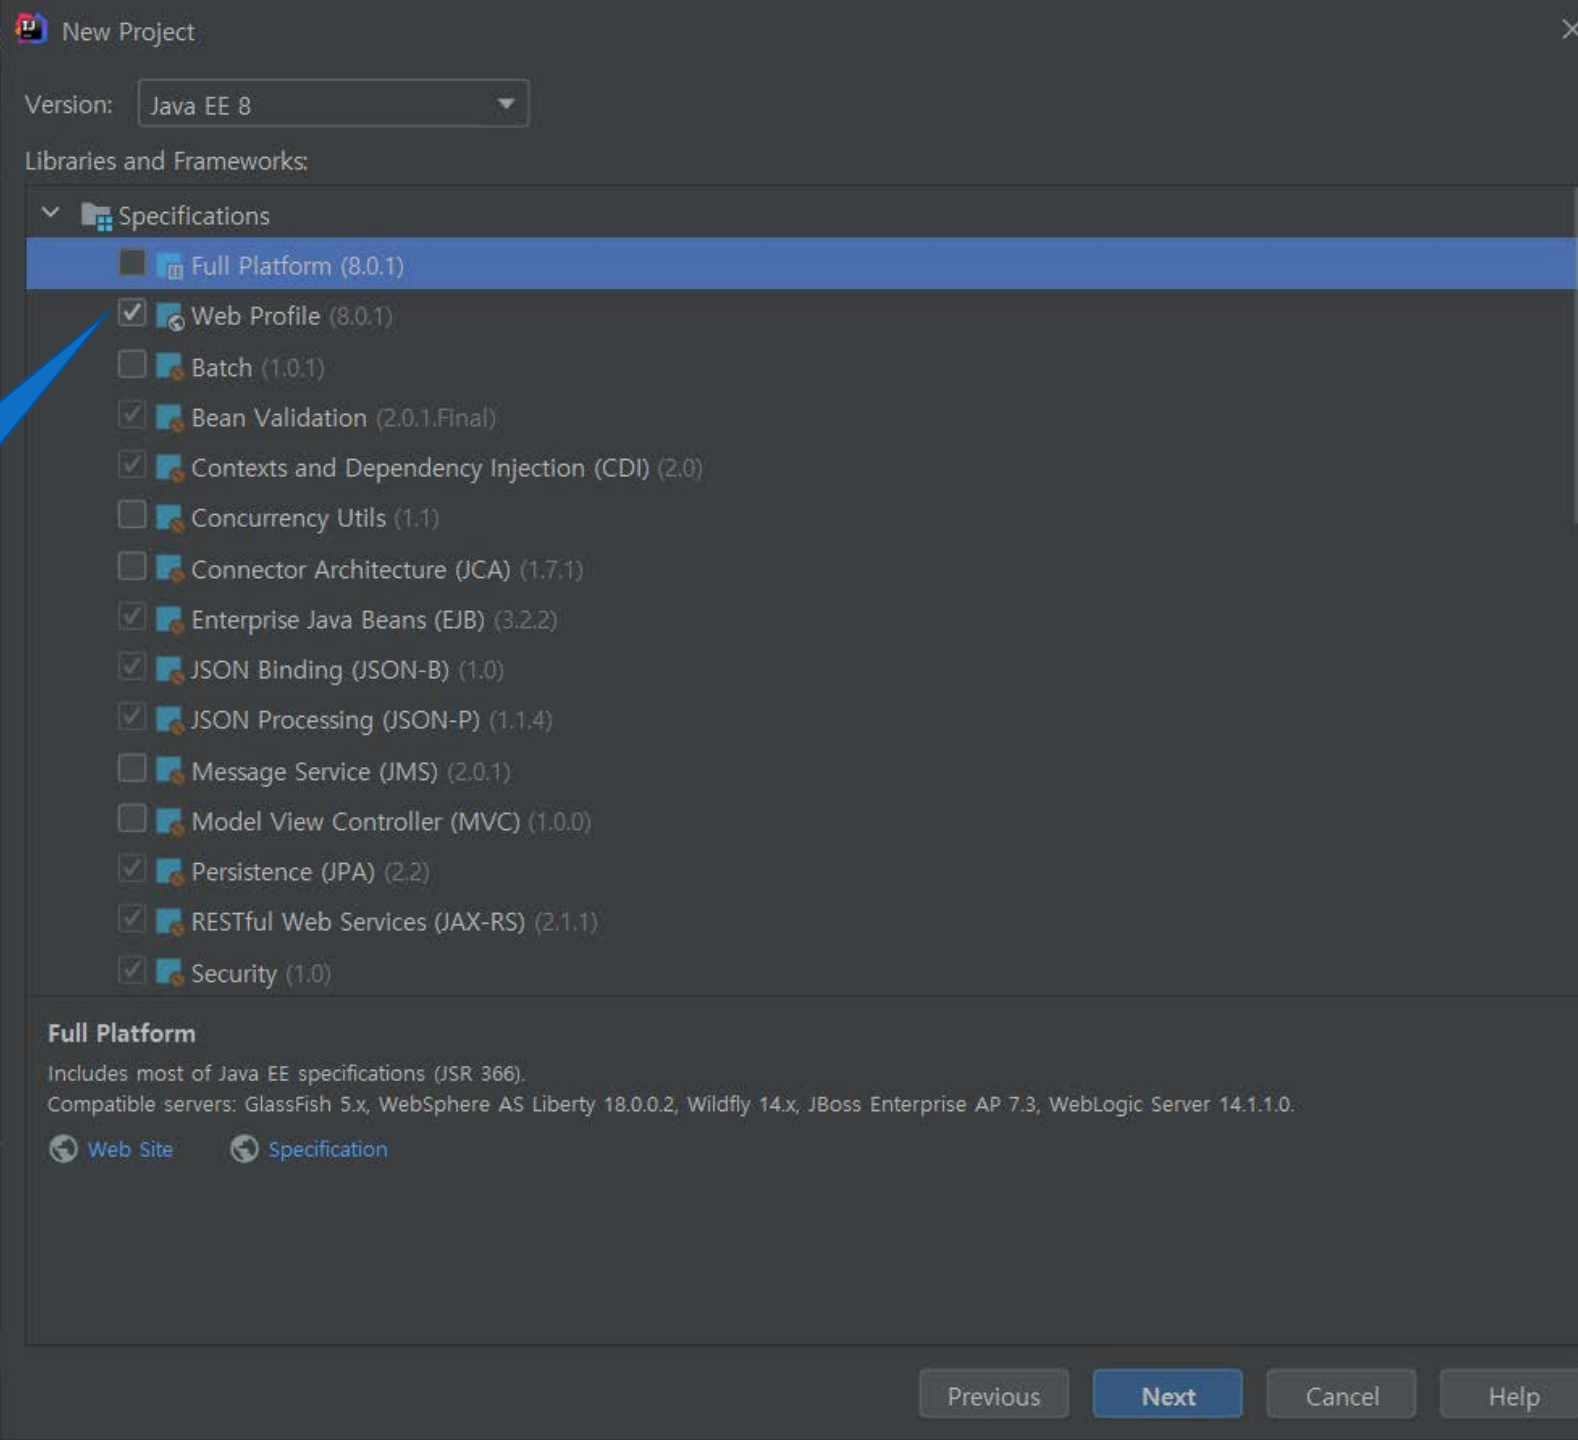 New Project
Version: Java EE 8
Libraries and Frameworks:
Specifications
Full Platform (8.0.1)
Web Profile (8.0.1)
Batch (1.0.1)
Bean Validation (2.0.1.Final)
Contexts and Dependency Injection (CDI) (2.0)
Concurrency Utils (1.1)
Connector Architecture (JCA) (1.7.1)
Enterprise Java Beans (EJB) (3.2.2)
JSON Binding (JSON-B) (1.0)
JSON Processing (JSON-P) (1.1.4)
Message Service (JMS) (2.0.1)
Model View Controller (MVC) (1.0.0)
Persistence (JPA) (2.2)
RESTful Web Services (JAX-RS) (2.1.1)
Security (1.0)
Full Platform
Includes most of Java EE specifications (JSR 366).
Compatible servers: GlassFish 5.x, WebSphere AS Liberty 18.0.0.2, Wildfly 14.x, JBoss Enterprise AP 7.3, WebLogic Server 14.1.1.0.
Web Site Specification
Previous Next Cancel Help